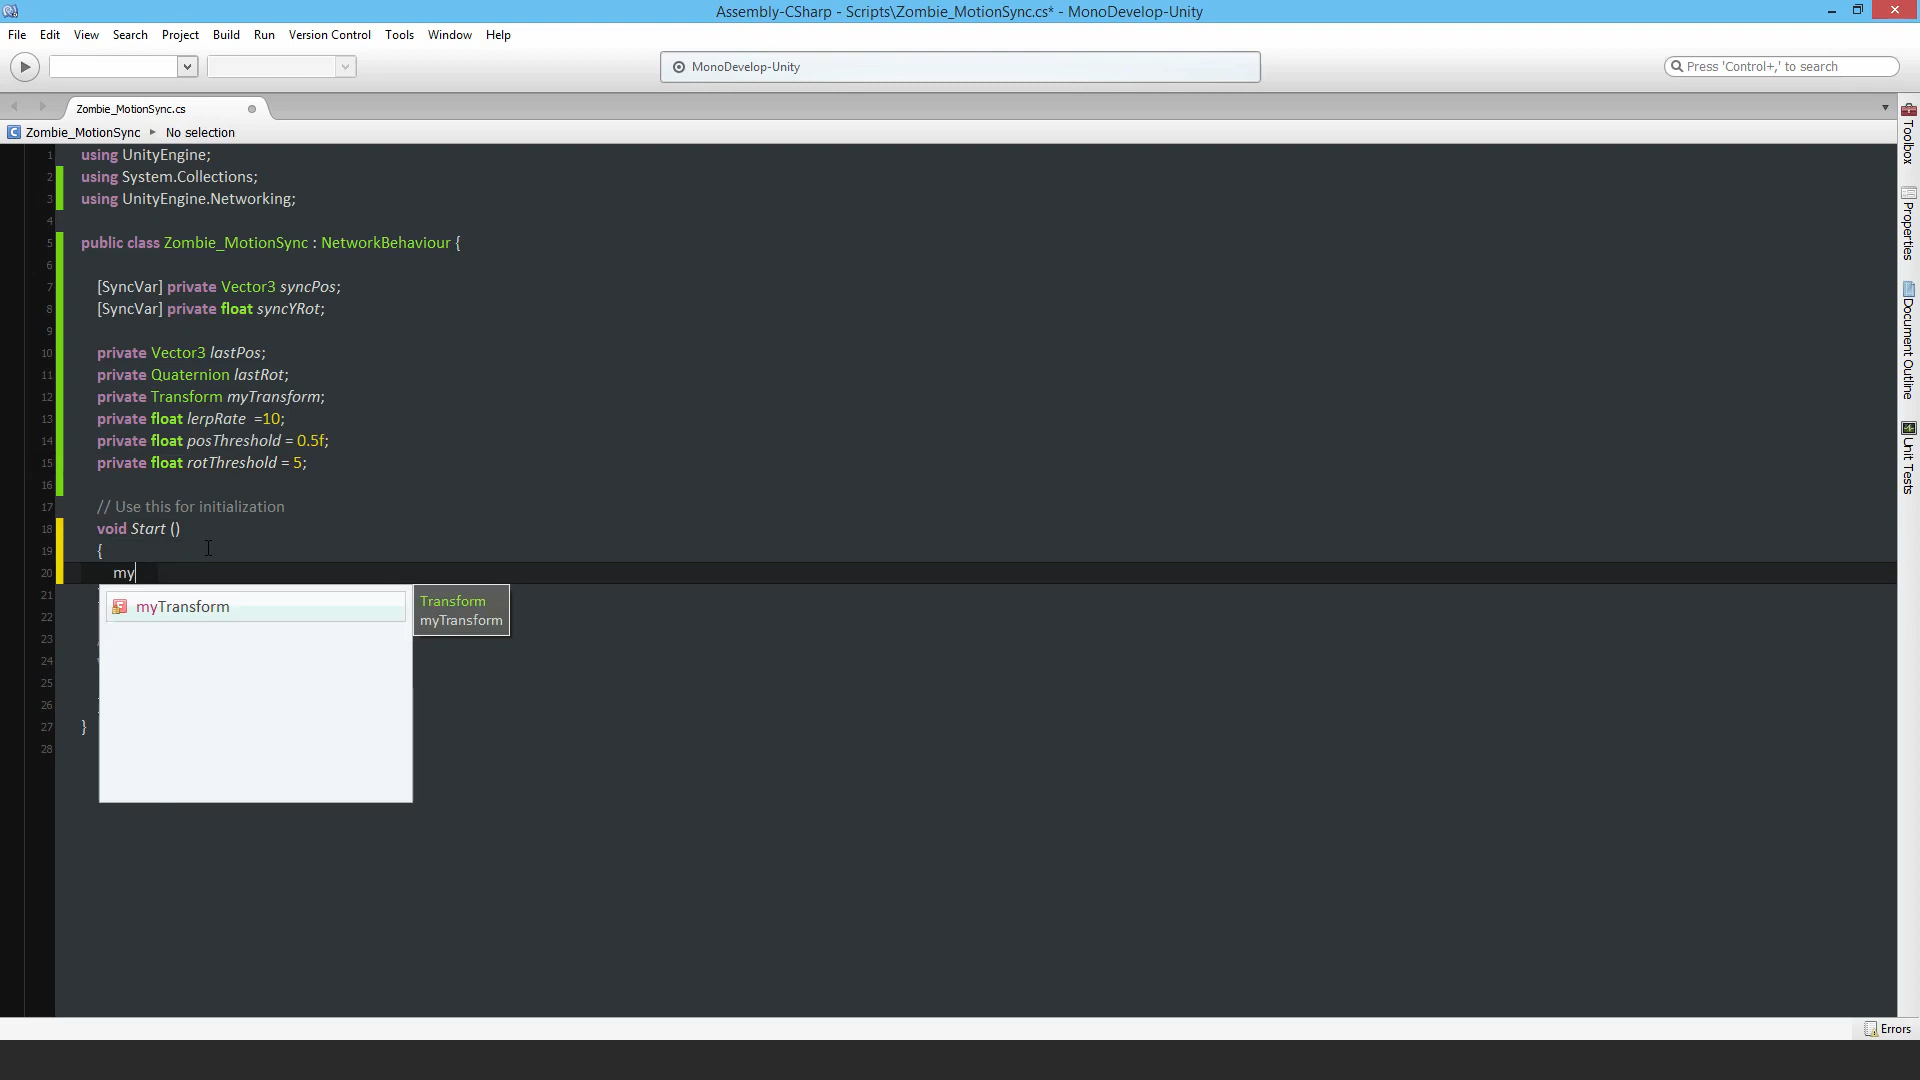 Assembly-CSharp - Scripts\Zombie_MotionSync.cs* - MonoDevelop-Unity
File Edit View Search Project Build Run Version Control Tools Window Help
MonoDevelop-Unity
Press 'Control+,' to search
Zombie_MotionSync.cs
Zombie_MotionSync No selection
1 using UnityEngine;
2 using System.Collections;
3 using UnityEngine.Networking;
4
5 public class Zombie_MotionSync : NetworkBehaviour {
6
7 [SyncVar] private Vector3 syncPos;
8 [SyncVar] private float syncYRot;
9
10 private Vector3 lastPos;
11 private Quaternion lastRot;
12 private Transform myTransform;
13 private float lerpRate  =10;
14 private float posThreshold = 0.5f;
15 private float rotThreshold = 5;
16
17 // Use this for initialization
18 void Start ()
19 {
20 my
21
22
23
24
25
26
27 }
28
myTransform
Transform
myTransform
Toolbox
Properties
Document Outline
Unit Tests
Errors